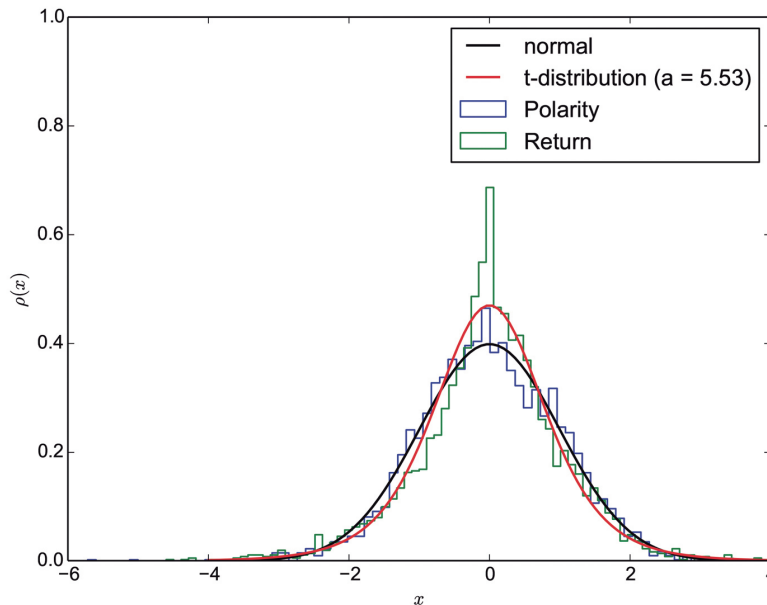 1.0
normal
t-distribution (a = 5.53)
Polarity
Return
0.8
0.6
ρ(x)
0.4
0.2
0.0
−6 −4 −2 0 2 4
x